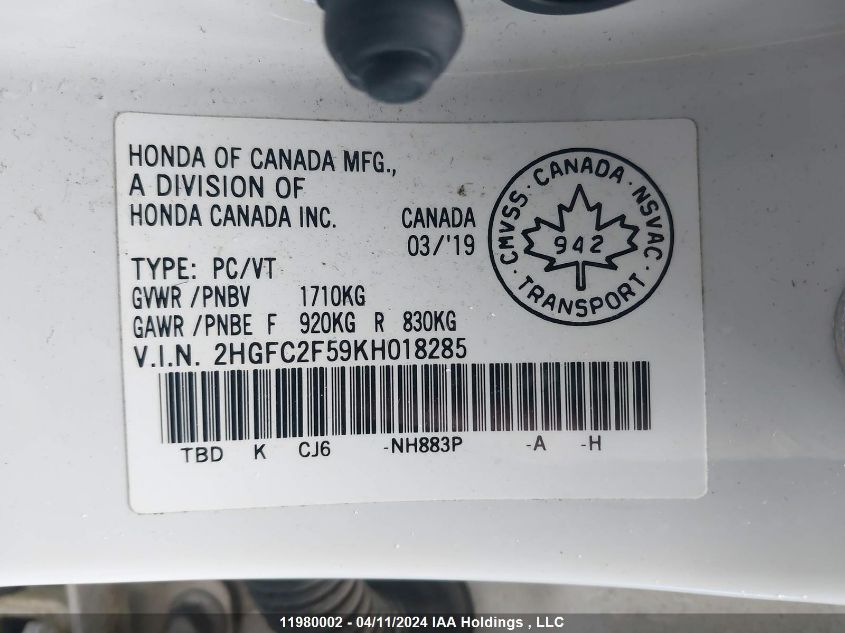 HONDA OF CANADA MFG.,
A DIVISION OF
HONDA CANADA INC. CANADA
03/'19
TYPE: PC/VT
GVWR /PNBV 1710KG
GAWR /PNBE F 920KG R 830KG
V.I.N. 2HGFC2F59KH018285
TBD K CJ6 -NH883P -A -H
CMVSS · CANADA · NSVAC · TRANSPORT ·
942
11980002 - 04/11/2024 IAA Holdings , LLC